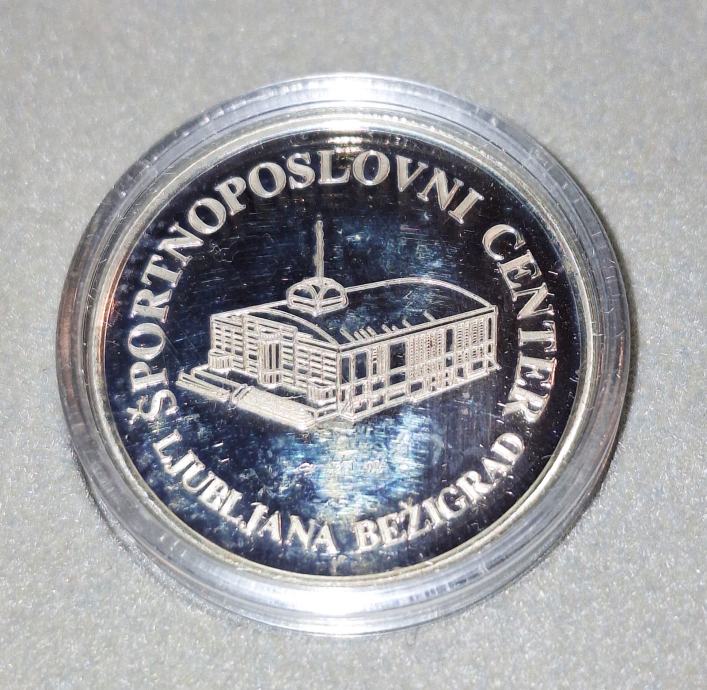 ŠPORTNOPOSLOVNI CENTER
LJUBLJANA BEŽIGRAD